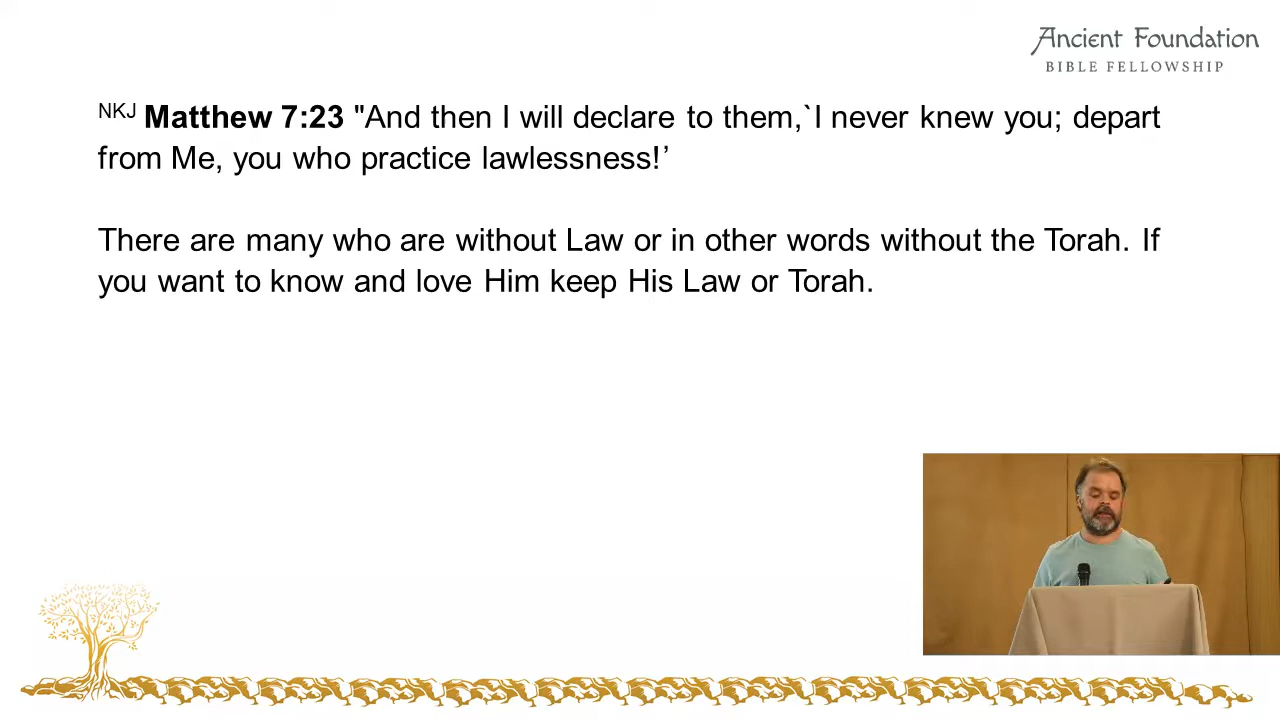 Ancient Foundation
BIBLE FELLOWSHIP
NKJ Matthew 7:23 "And then I will declare to them,`I never knew you; depart
from Me, you who practice lawlessness!’
There are many who are without Law or in other words without the Torah. If
you want to know and love Him keep His Law or Torah.